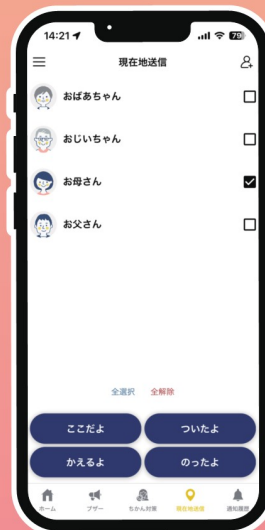 14:21 79
現在地送信
おばあちゃん
おじいちゃん
お母さん
お父さん
全選択 全解除
ここだよ ついたよ
かえるよ のったよ
ホーム ブザー ちかん対策 現在地送信 通知履歴